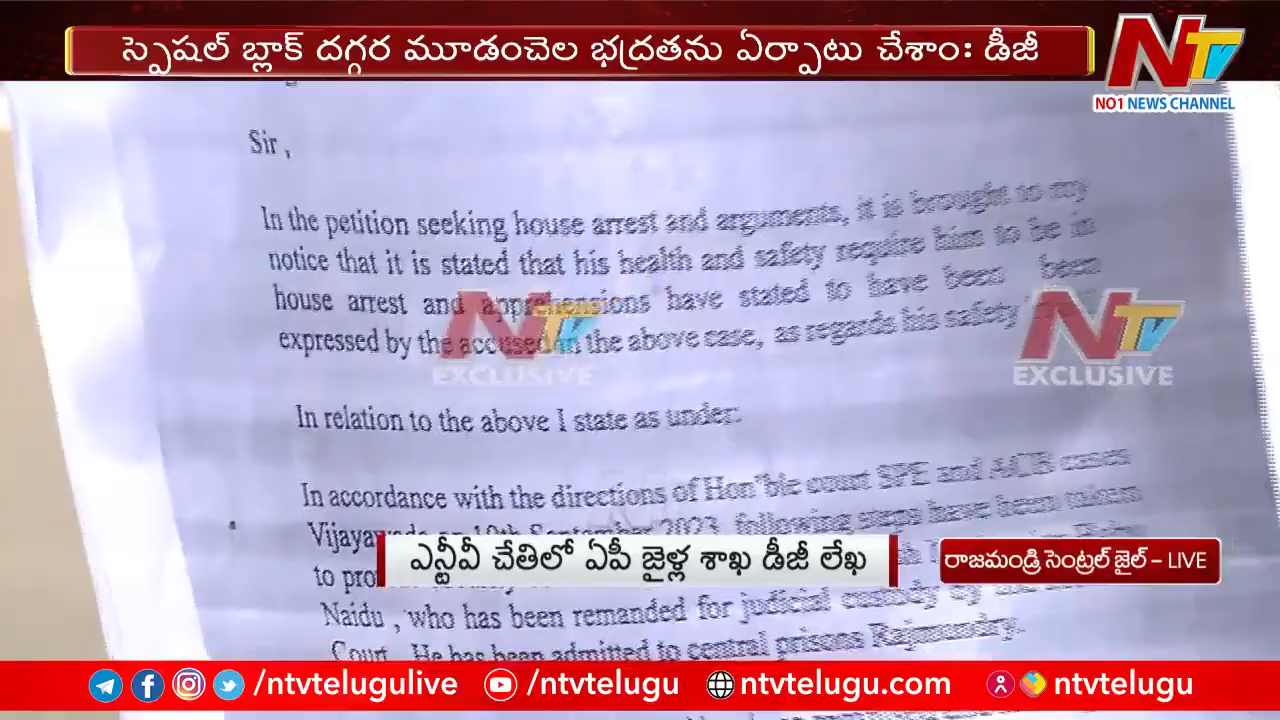 స్పెషల్ బ్లాక్ దగ్గర మూడంచెల భద్రతను ఏర్పాటు చేశాం: డీజీ
NTV
NO1 NEWS CHANNEL
Sir ,
In the petition seeking house arrest and arguments, it is brought to my
notice that it is stated that his health and safety require him to be in
house arrest and apprehensions have stated to have been been
expressed by the accused in the above case, as regards his safety
NTV
EXCLUSIVE
NTV
EXCLUSIVE
In relation to the above I state as under:
In accordance with the directions of Hon'ble court SPE and ACB cases
Vijayawada on 10th September 2023, following steps have been taken
to
Naidu , who has been remanded for judicial custody by
Court. He has been admitted to central prisons Rajmundry.
ఎన్టీవీ చేతిలో ఏపీ జైళ్ల శాఖ డీజీ లేఖ
రాజమండ్రి సెంట్రల్ జైల్ – LIVE
/ntvtelugulive
/ntvtelugu
ntvtelugu.com
ntvtelugu